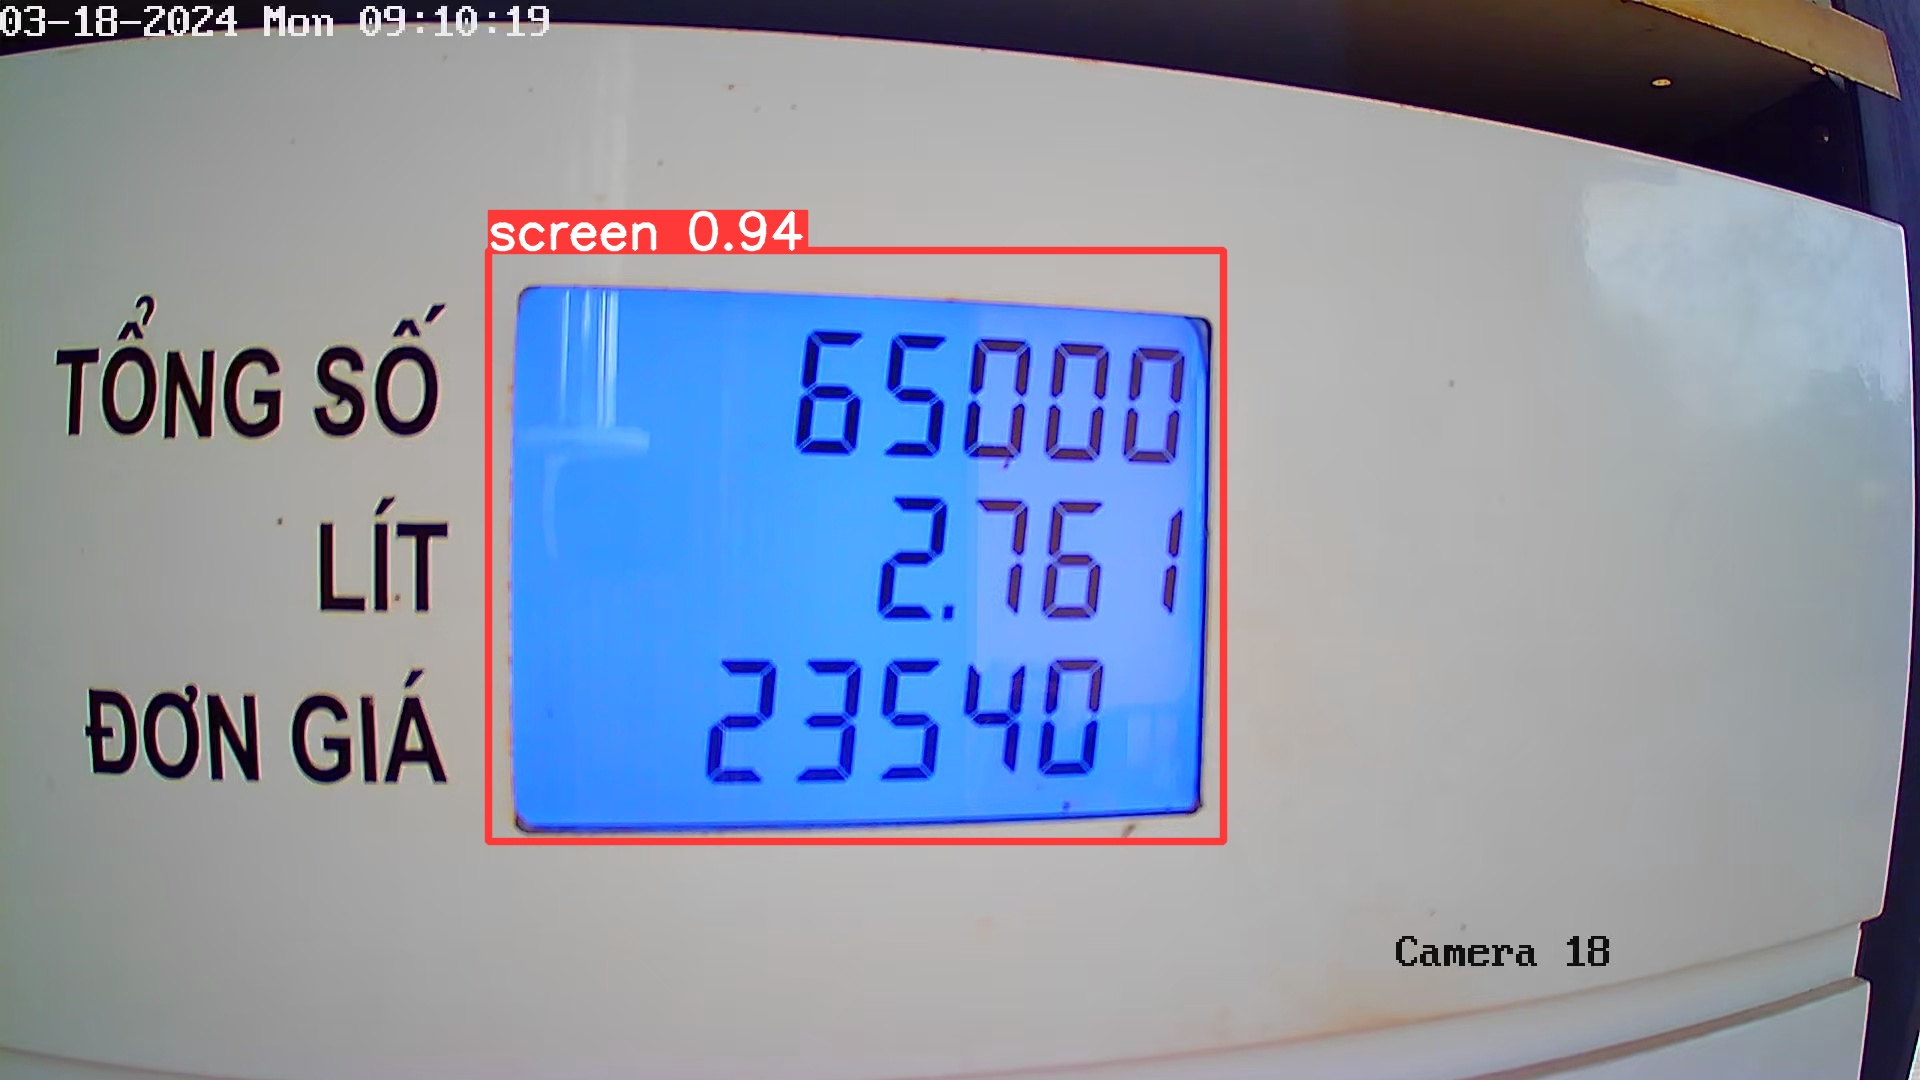 03-18-2024 Mon 09:10:19
screen 0.94
TỔNG SỐ 65000
LÍT 2.761
ĐƠN GIÁ 23540
Camera 18